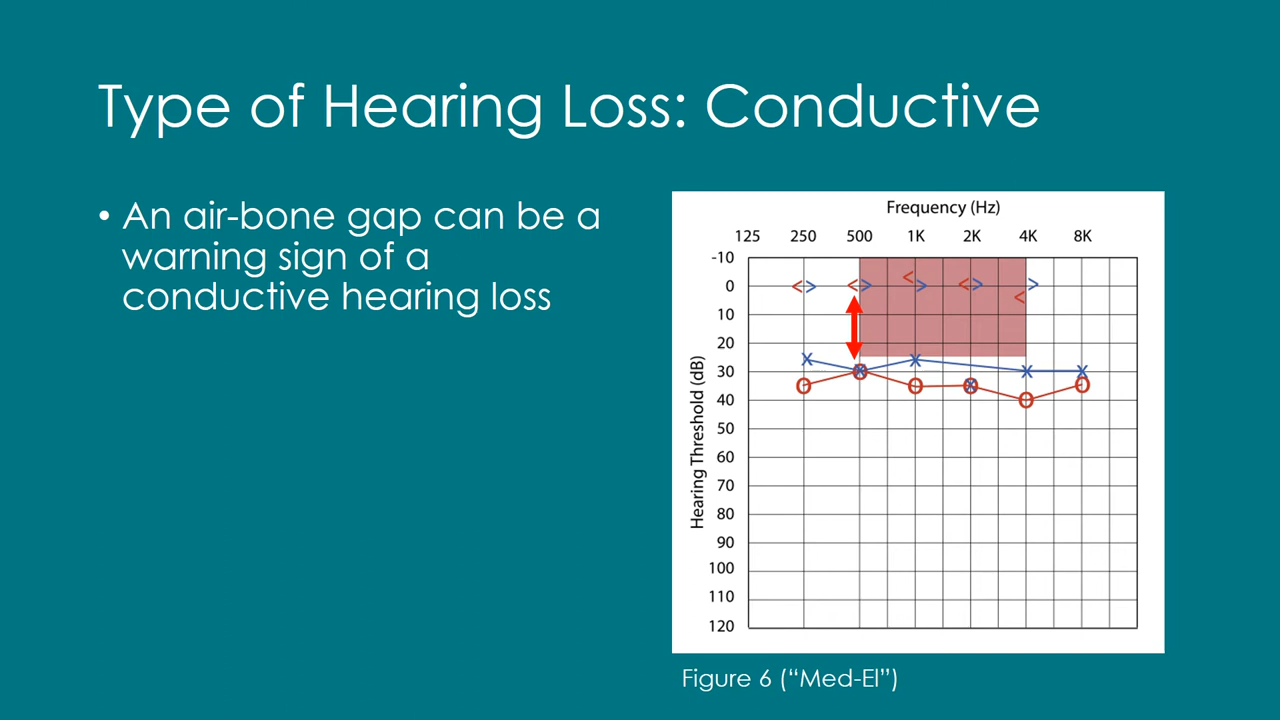 Type of Hearing Loss: Conductive
• An air-bone gap can be a
warning sign of a
conductive hearing loss
Frequency (Hz)
125 250 500 1K 2K 4K 8K
Hearing Threshold (dB)
-10
0
10
20
30
40
50
60
70
80
90
100
110
120
Figure 6 (“Med-El”)